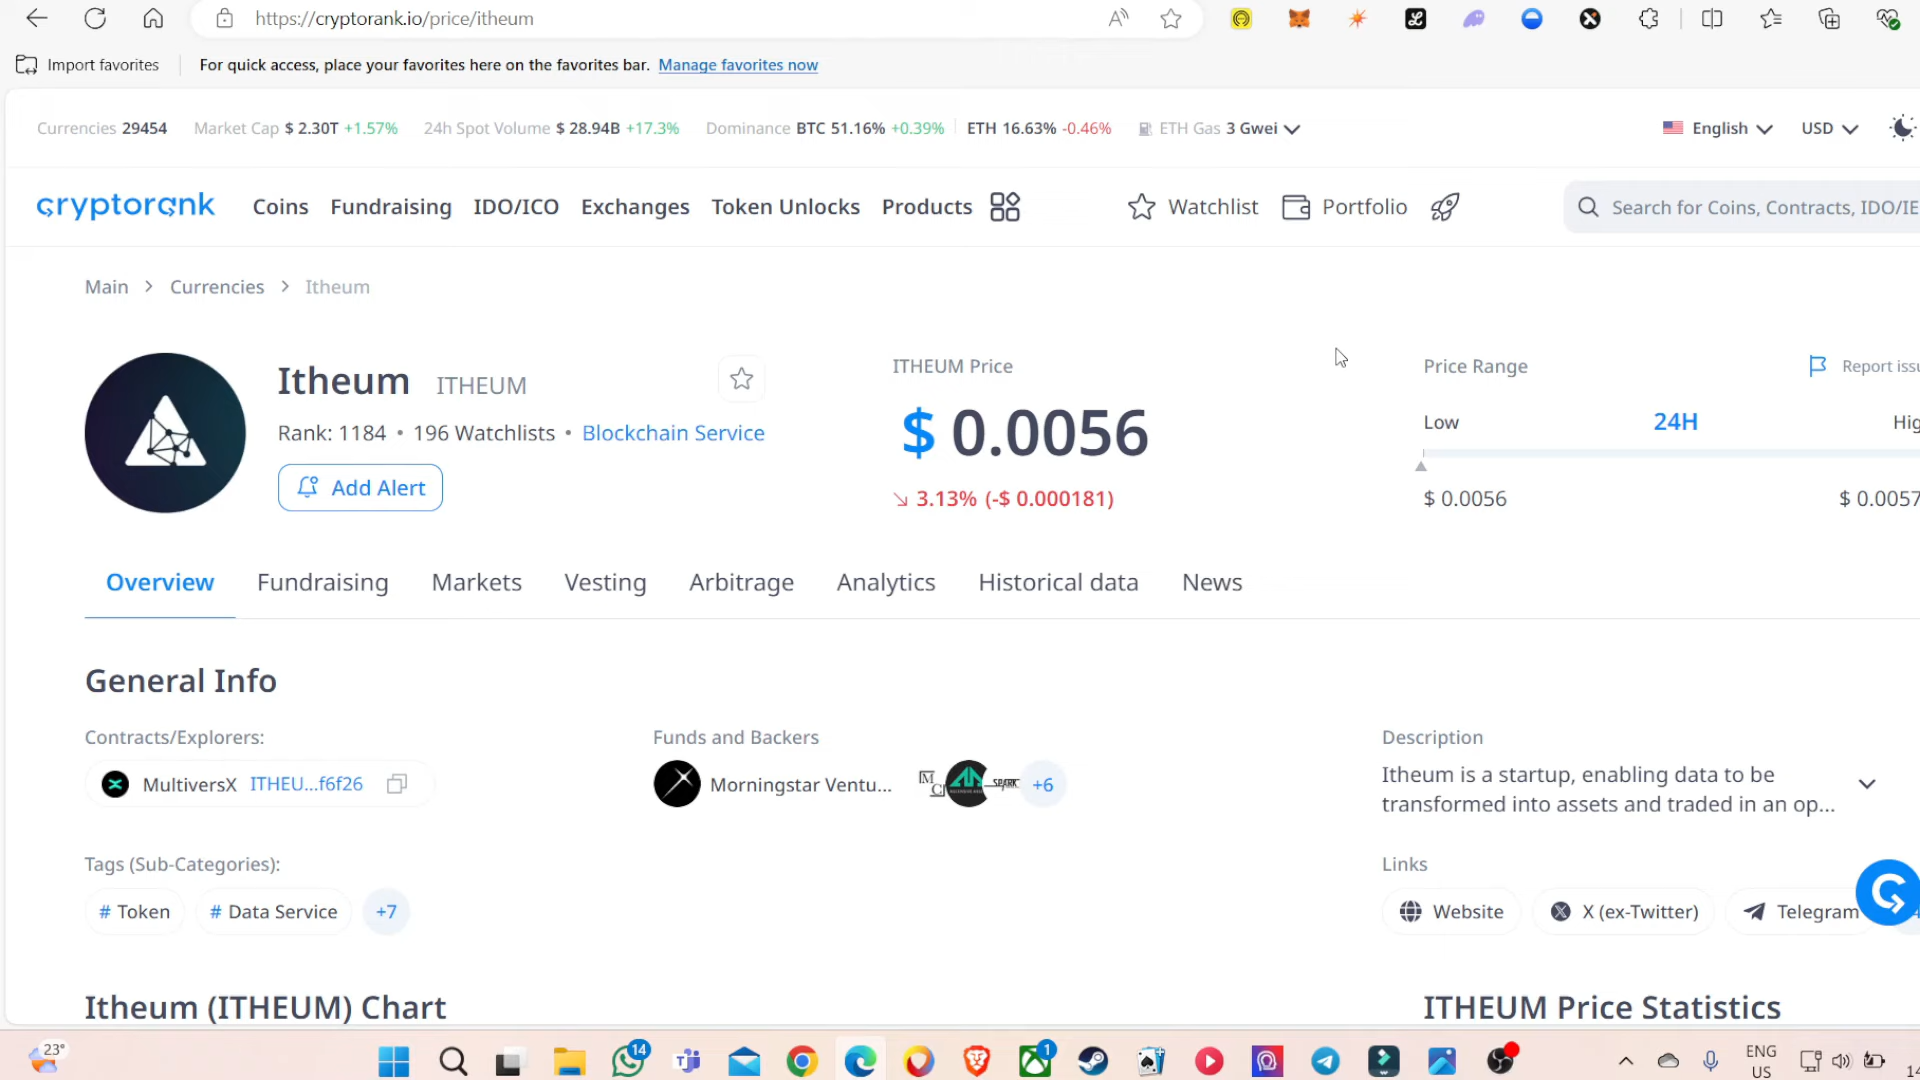 https://cryptorank.io/price/itheum
Import favorites
For quick access, place your favorites here on the favorites bar. Manage favorites now
Currencies 29454 Market Cap $ 2.30T +1.57% 24h Spot Volume $ 28.94B +17.3% Dominance BTC 51.16% +0.39% ETH 16.63% -0.46% ETH Gas 3 Gwei English USD
cryptorank Coins Fundraising IDO/ICO Exchanges Token Unlocks Products Watchlist Portfolio Search for Coins, Contracts, IDO/IE
Main > Currencies > Itheum
Itheum ITHEUM
Rank: 1184 • 196 Watchlists • Blockchain Service
Add Alert
ITHEUM Price
$ 0.0056
3.13% (-$ 0.000181)
Price Range Report issu
Low 24H Hig
$ 0.0056 $ 0.0057
Overview Fundraising Markets Vesting Arbitrage Analytics Historical data News
General Info
Contracts/Explorers:
MultiversX ITHEU...f6f26
Funds and Backers
Morningstar Ventu... +6
Description
Itheum is a startup, enabling data to be
transformed into assets and traded in an op...
Tags (Sub-Categories):
# Token # Data Service +7
Links
Website X (ex-Twitter) Telegram
Itheum (ITHEUM) Chart
ITHEUM Price Statistics
23°
14
1
ENG
US
14